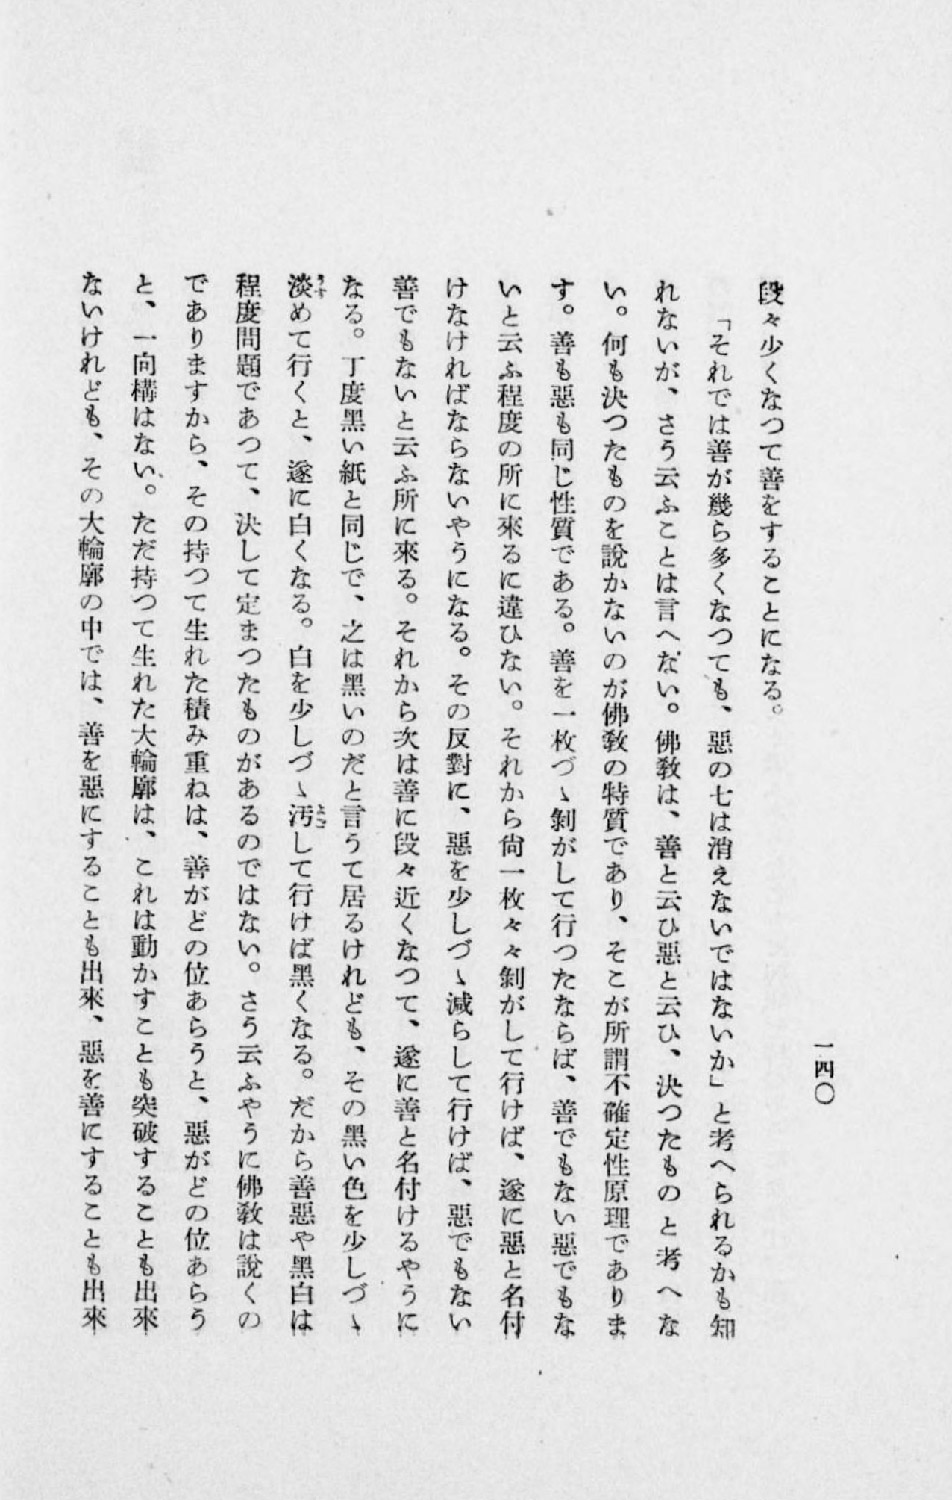 一四〇
段々少くなつて善をすることになる。
「それでは善が幾ら多くなつても、惡の七は消えないではないか」と考へられるかも知
れないが、さう云ふことは言へない。佛敎は、善と云ひ惡と云ひ、決つたものと考へな
い。何も決つたものを說かないのが佛敎の特質であり、そこが所謂不確定性原理でありま
す。善も惡も同じ性質である。善を一枚づゝ剝がして行つたならば、善でもない惡でもな
いと云ふ程度の所に來るに違ひない。それから尙一枚々々剝がして行けば、遂に惡と名付
けなければならないやうになる。その反對に、惡を少しづゝ減らして行けば、惡でもない
善でもないと云ふ所に來る。それから次は善に段々近くなつて、遂に善と名付けるやうに
なる。丁度黑い紙と同じで、之は黑いのだと言うて居るけれども、その黑い色を少しづゝ
淡めて行くと、遂に白くなる。白を少しづゝ汚して行けば黑くなる。だから善惡や黑白は
程度問題であつて、決して定まつたものがあるのではない。さう云ふやうに佛敎は說くの
でありますから、その持つて生れた積み重ねは、善がどの位あらうと、惡がどの位あらう
と、一向構はない。ただ持つて生れた大輪廓は、これは動かすことも突破することも出來
ないけれども、その大輪廓の中では、善を惡にすることも出來、惡を善にすることも出來